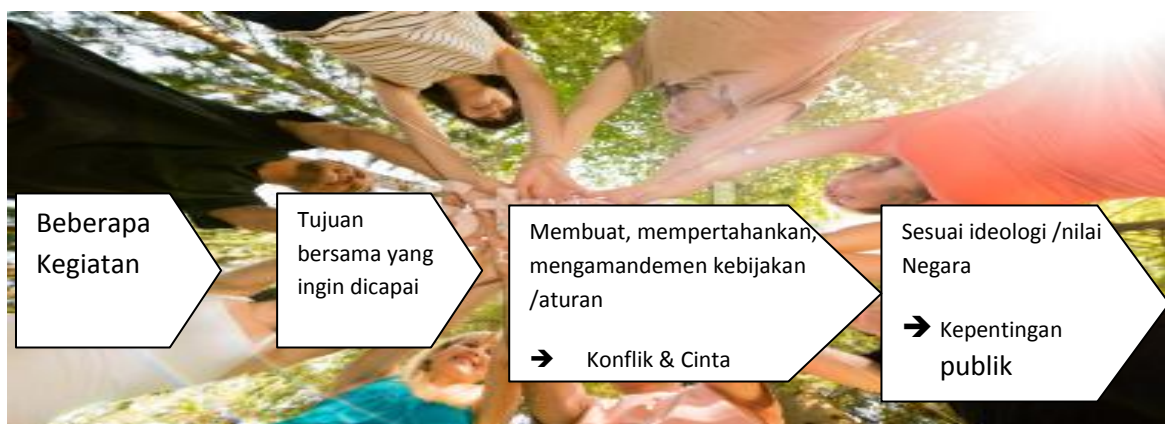 Beberapa
Kegiatan
Tujuan
bersama yang
ingin dicapai
Membuat, mempertahankan,
mengamandemen kebijakan
/aturan
➔ Konflik & Cinta
Sesuai ideologi /nilai
Negara
➔ Kepentingan
publik